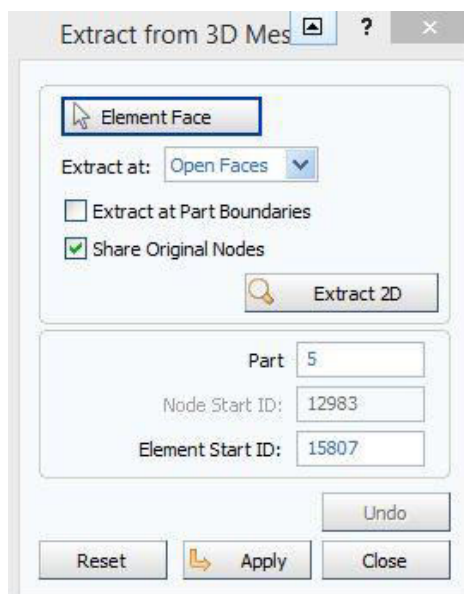 Extract from 3D Mes ?
Element Face
Extract at: Open Faces
Extract at Part Boundaries
Share Original Nodes
Extract 2D
Part 5
Node Start ID: 12983
Element Start ID: 15807
Undo
Reset Apply Close